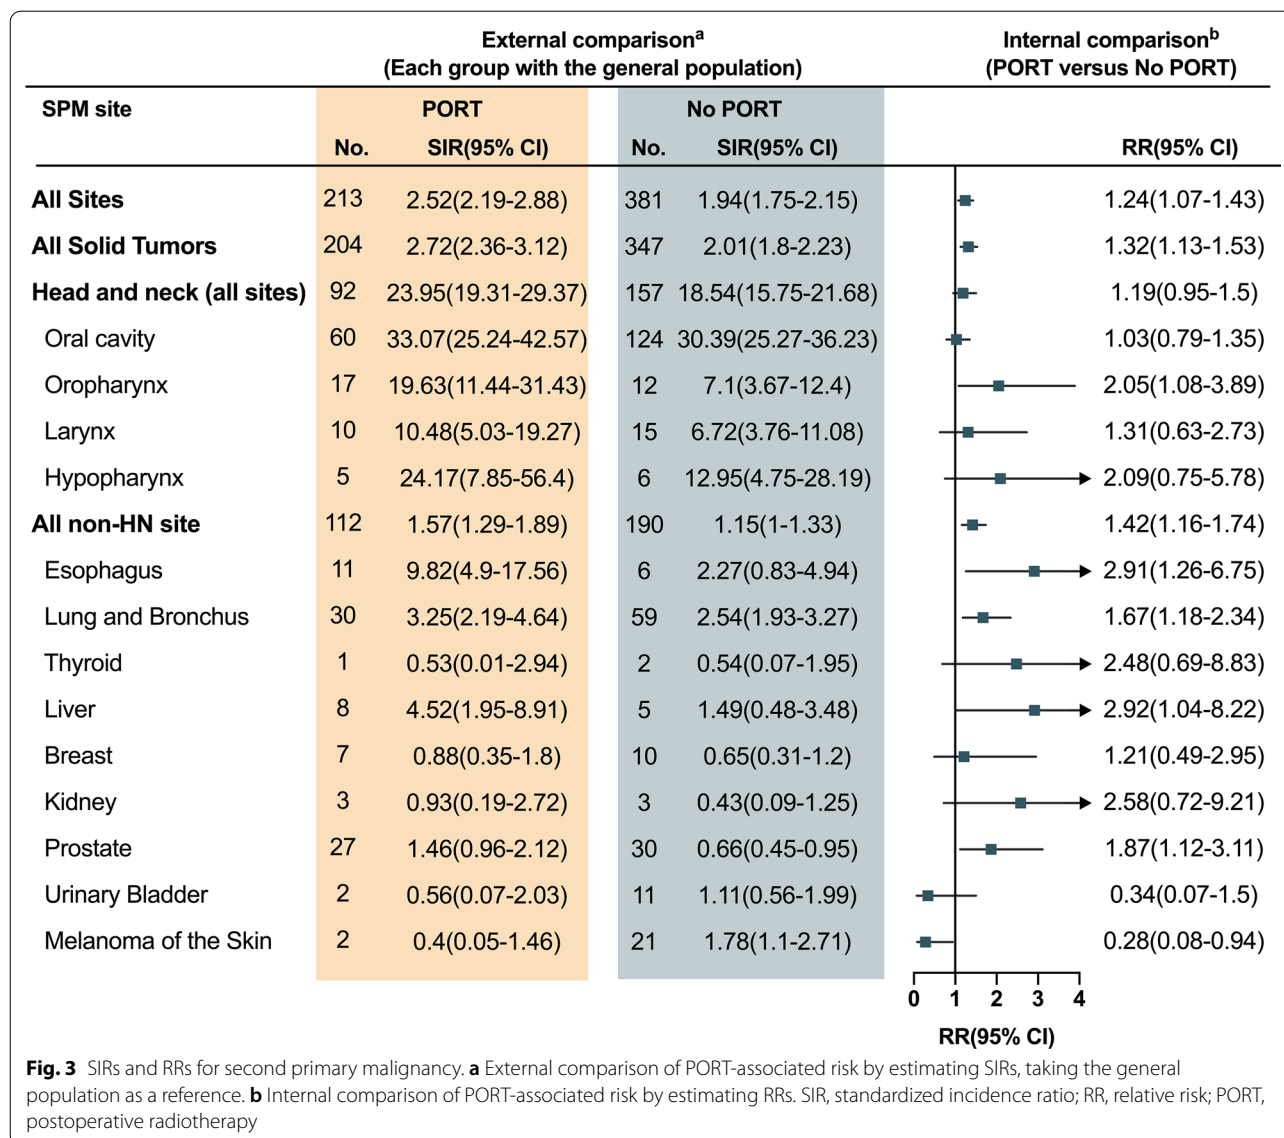 External comparisonᵃ
(Each group with the general population)
Internal comparisonᵇ
(PORT versus No PORT)
SPM site PORT No PORT
No. SIR(95% CI) No. SIR(95% CI) RR(95% CI)
All Sites 213 2.52(2.19-2.88) 381 1.94(1.75-2.15) 1.24(1.07-1.43)
All Solid Tumors 204 2.72(2.36-3.12) 347 2.01(1.8-2.23) 1.32(1.13-1.53)
Head and neck (all sites) 92 23.95(19.31-29.37) 157 18.54(15.75-21.68) 1.19(0.95-1.5)
Oral cavity 60 33.07(25.24-42.57) 124 30.39(25.27-36.23) 1.03(0.79-1.35)
Oropharynx 17 19.63(11.44-31.43) 12 7.1(3.67-12.4) 2.05(1.08-3.89)
Larynx 10 10.48(5.03-19.27) 15 6.72(3.76-11.08) 1.31(0.63-2.73)
Hypopharynx 5 24.17(7.85-56.4) 6 12.95(4.75-28.19) 2.09(0.75-5.78)
All non-HN site 112 1.57(1.29-1.89) 190 1.15(1-1.33) 1.42(1.16-1.74)
Esophagus 11 9.82(4.9-17.56) 6 2.27(0.83-4.94) 2.91(1.26-6.75)
Lung and Bronchus 30 3.25(2.19-4.64) 59 2.54(1.93-3.27) 1.67(1.18-2.34)
Thyroid 1 0.53(0.01-2.94) 2 0.54(0.07-1.95) 2.48(0.69-8.83)
Liver 8 4.52(1.95-8.91) 5 1.49(0.48-3.48) 2.92(1.04-8.22)
Breast 7 0.88(0.35-1.8) 10 0.65(0.31-1.2) 1.21(0.49-2.95)
Kidney 3 0.93(0.19-2.72) 3 0.43(0.09-1.25) 2.58(0.72-9.21)
Prostate 27 1.46(0.96-2.12) 30 0.66(0.45-0.95) 1.87(1.12-3.11)
Urinary Bladder 2 0.56(0.07-2.03) 11 1.11(0.56-1.99) 0.34(0.07-1.5)
Melanoma of the Skin 2 0.4(0.05-1.46) 21 1.78(1.1-2.71) 0.28(0.08-0.94)
0 1 2 3 4
RR(95% CI)
Fig. 3 SIRs and RRs for second primary malignancy. a External comparison of PORT-associated risk by estimating SIRs, taking the general
population as a reference. b Internal comparison of PORT-associated risk by estimating RRs. SIR, standardized incidence ratio; RR, relative risk; PORT,
postoperative radiotherapy